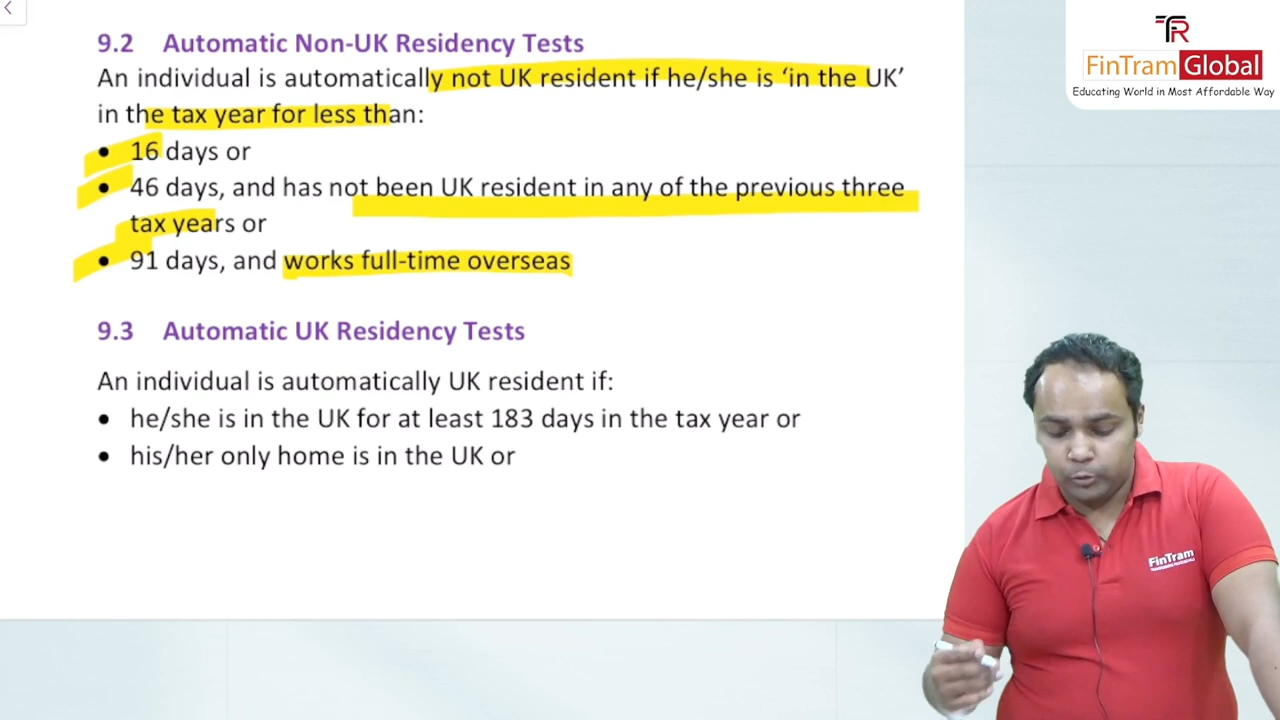 9.2 Automatic Non-UK Residency Tests
An individual is automatically not UK resident if he/she is ‘in the UK’
in the tax year for less than:
• 16 days or
• 46 days, and has not been UK resident in any of the previous three
tax years or
• 91 days, and works full-time overseas
9.3 Automatic UK Residency Tests
An individual is automatically UK resident if:
• he/she is in the UK for at least 183 days in the tax year or
• his/her only home is in the UK or
FinTram Global
Educating World in Most Affordable Way
FinTram